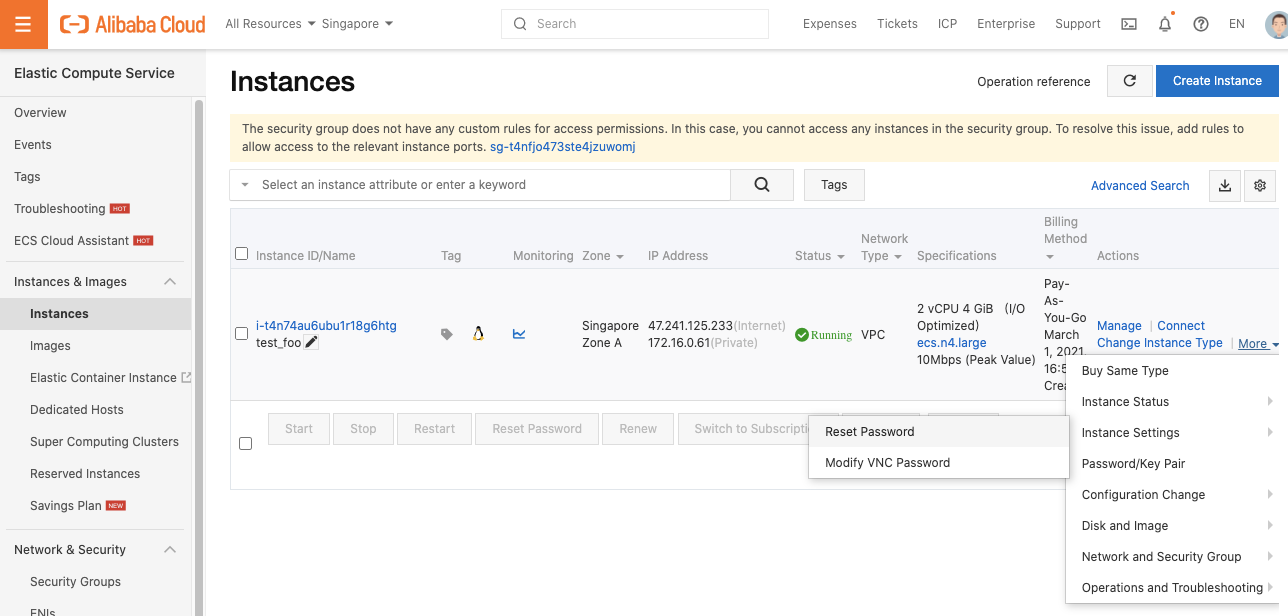 Alibaba Cloud
All Resources
Singapore
Search
Expenses
Tickets
ICP
Enterprise
Support
EN
Elastic Compute Service
Overview
Events
Tags
Troubleshooting HOT
ECS Cloud Assistant HOT
Instances & Images
Instances
Images
Elastic Container Instance
Dedicated Hosts
Super Computing Clusters
Reserved Instances
Savings Plan NEW
Network & Security
Security Groups
ENIs
Instances
Operation reference
Create Instance
The security group does not have any custom rules for access permissions. In this case, you cannot access any instances in the security group. To resolve this issue, add rules to
allow access to the relevant instance ports. sg-t4nfjo473ste4jzuwomj
Select an instance attribute or enter a keyword
Tags
Advanced Search
Instance ID/Name
Tag
Monitoring
Zone
IP Address
Status
Network
Type
Specifications
Billing
Method
Actions
i-t4n74au6ubu1r18g6htg
test_foo
Singapore
Zone A
47.241.125.233(Internet)
172.16.0.61(Private)
Running
VPC
2 vCPU 4 GiB (I/O
Optimized)
ecs.n4.large
10Mbps (Peak Value)
Pay-
As-
You-Go
March
1, 2021,
16:5
Crea
Manage | Connect
Change Instance Type | More
Start
Stop
Restart
Reset Password
Renew
Switch to Subscripti
Reset Password
Modify VNC Password
Buy Same Type
Instance Status
Instance Settings
Password/Key Pair
Configuration Change
Disk and Image
Network and Security Group
Operations and Troubleshooting